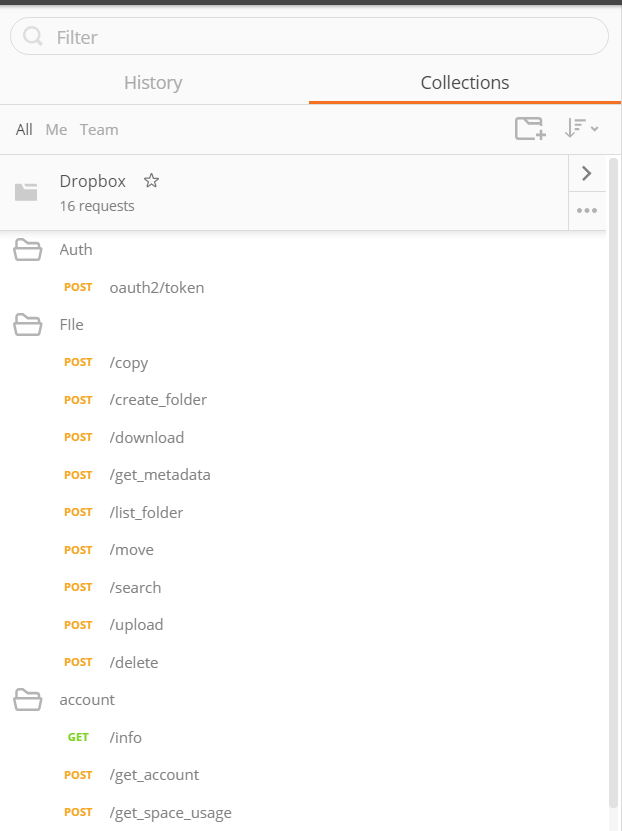 Filter
History Collections
All Me Team
Dropbox
16 requests
Auth
POST oauth2/token
FIle
POST /copy
POST /create_folder
POST /download
POST /get_metadata
POST /list_folder
POST /move
POST /search
POST /upload
POST /delete
account
GET /info
POST /get_account
POST /get_space_usage